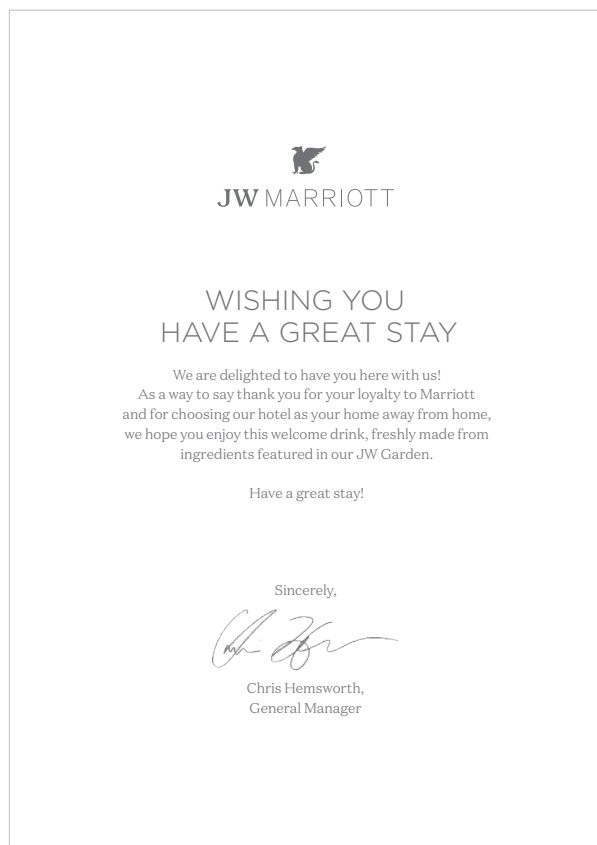 JW MARRIOTT
WISHING YOU
HAVE A GREAT STAY
We are delighted to have you here with us!
As a way to say thank you for your loyalty to Marriott
and for choosing our hotel as your home away from home,
we hope you enjoy this welcome drink, freshly made from
ingredients featured in our JW Garden.
Have a great stay!
Sincerely,
Chris Hemsworth,
General Manager